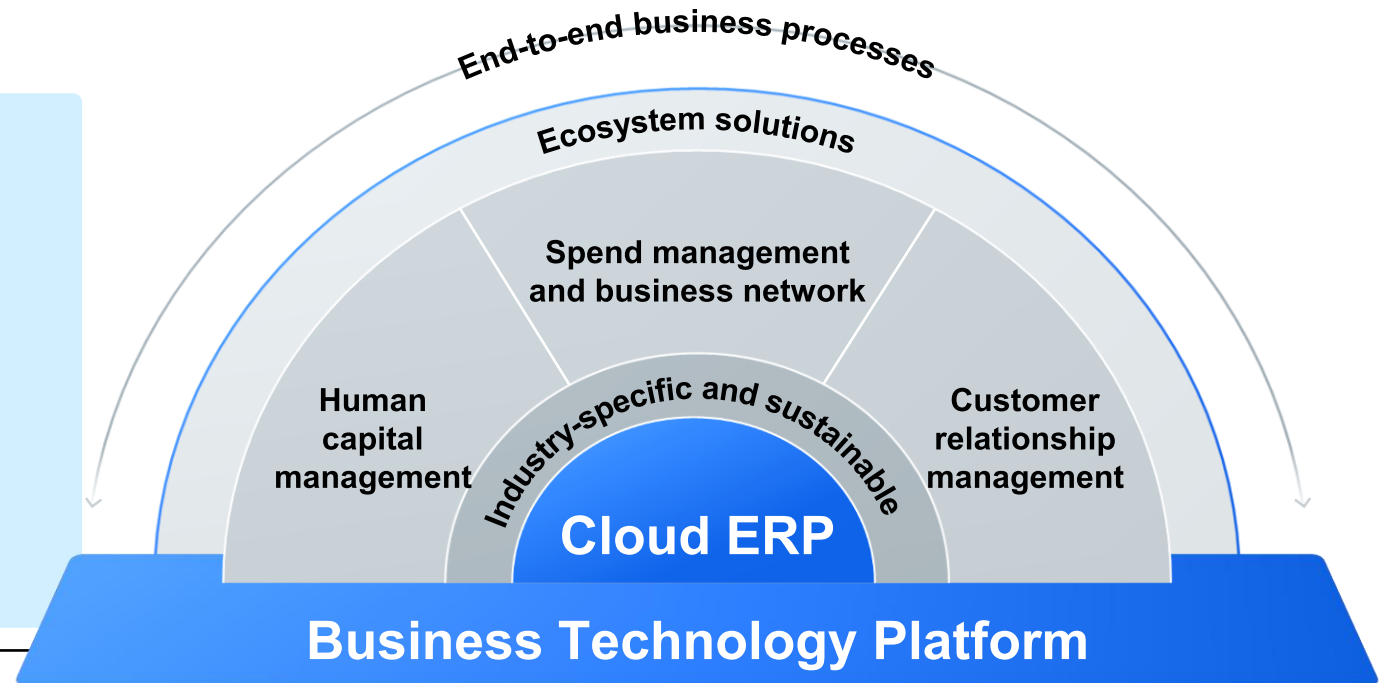 End-to-end business processes
Ecosystem solutions
Spend management
and business network
Human
capital
management
Customer
relationship
management
Industry-specific and sustainable
Cloud ERP
Business Technology Platform